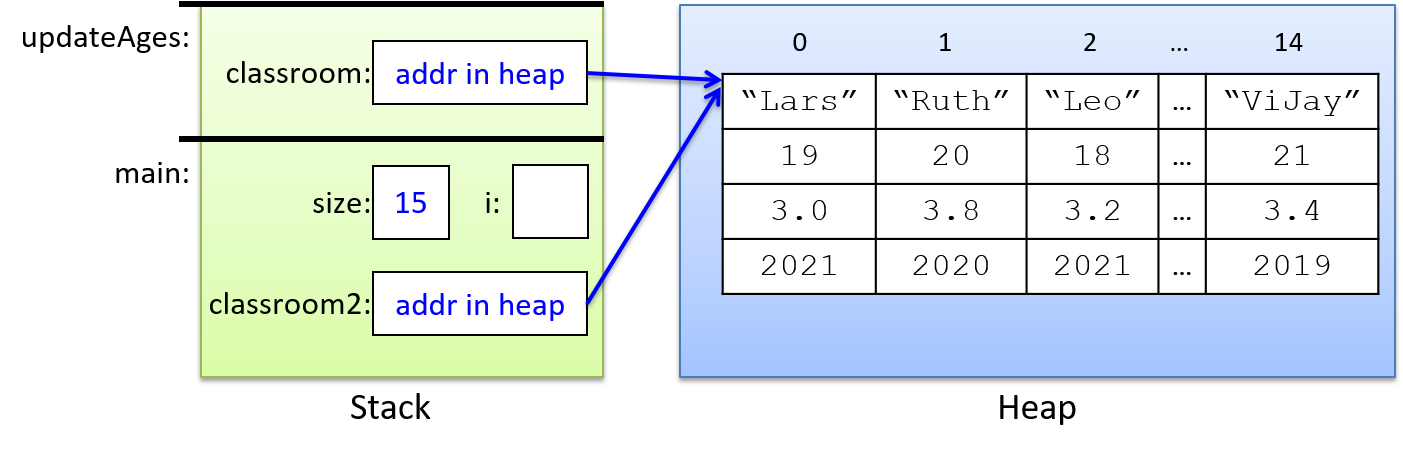 updateAges:
classroom: addr in heap
main:
size: 15 i:
classroom2: addr in heap
Stack
0 1 2 … 14
“Lars” “Ruth” “Leo” … “ViJay”
19 20 18 … 21
3.0 3.8 3.2 … 3.4
2021 2020 2021 … 2019
Heap